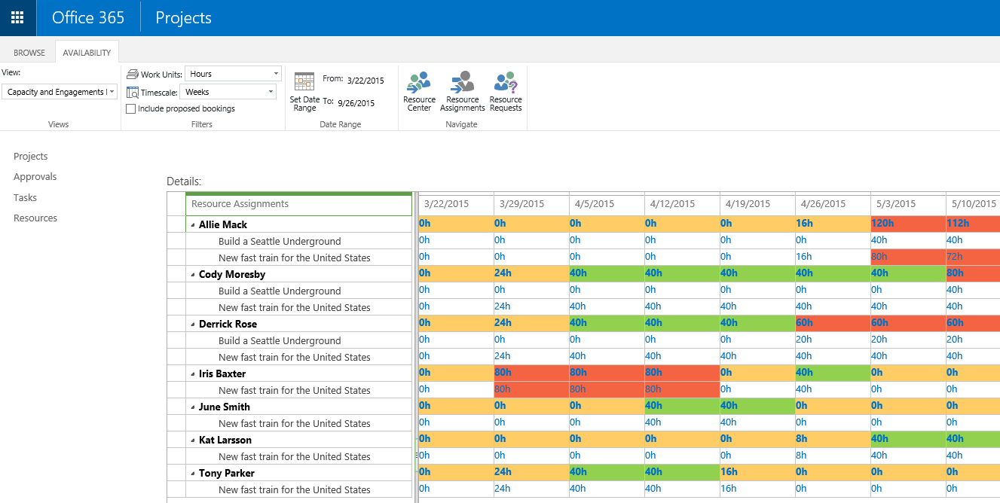 Office 365 Projects
BROWSE AVAILABILITY
View:
Capacity and Engagements
Views
Work Units: Hours
Timescale: Weeks
Include proposed bookings
Filters
Set Date Range
From: 3/22/2015
To: 9/26/2015
Date Range
Resource Center
Resource Assignments
Resource Requests
Navigate
Projects
Approvals
Tasks
Resources
Details:
Resource Assignments 3/22/2015 3/29/2015 4/5/2015 4/12/2015 4/19/2015 4/26/2015 5/3/2015 5/10/2015
Allie Mack 0h 0h 0h 0h 0h 16h 120h 112h
Build a Seattle Underground 0h 0h 0h 0h 0h 0h 40h 40h
New fast train for the United States 0h 0h 0h 0h 0h 16h 80h 72h
Cody Moresby 0h 24h 40h 40h 40h 40h 40h 80h
Build a Seattle Underground 0h 0h 0h 0h 0h 0h 0h 40h
New fast train for the United States 0h 24h 40h 40h 40h 40h 40h 40h
Derrick Rose 0h 24h 40h 40h 40h 60h 60h 60h
Build a Seattle Underground 0h 0h 0h 0h 0h 20h 20h 20h
New fast train for the United States 0h 24h 40h 40h 40h 40h 40h 40h
Iris Baxter 0h 80h 80h 80h 0h 40h 0h 0h
New fast train for the United States 0h 80h 80h 80h 0h 40h 0h 0h
June Smith 0h 0h 0h 40h 40h 0h 0h 0h
New fast train for the United States 0h 0h 0h 40h 40h 0h 0h 0h
Kat Larsson 0h 0h 0h 0h 0h 8h 40h 40h
New fast train for the United States 0h 0h 0h 0h 0h 8h 40h 40h
Tony Parker 0h 24h 40h 40h 16h 0h 0h 0h
New fast train for the United States 0h 24h 40h 40h 16h 0h 0h 0h